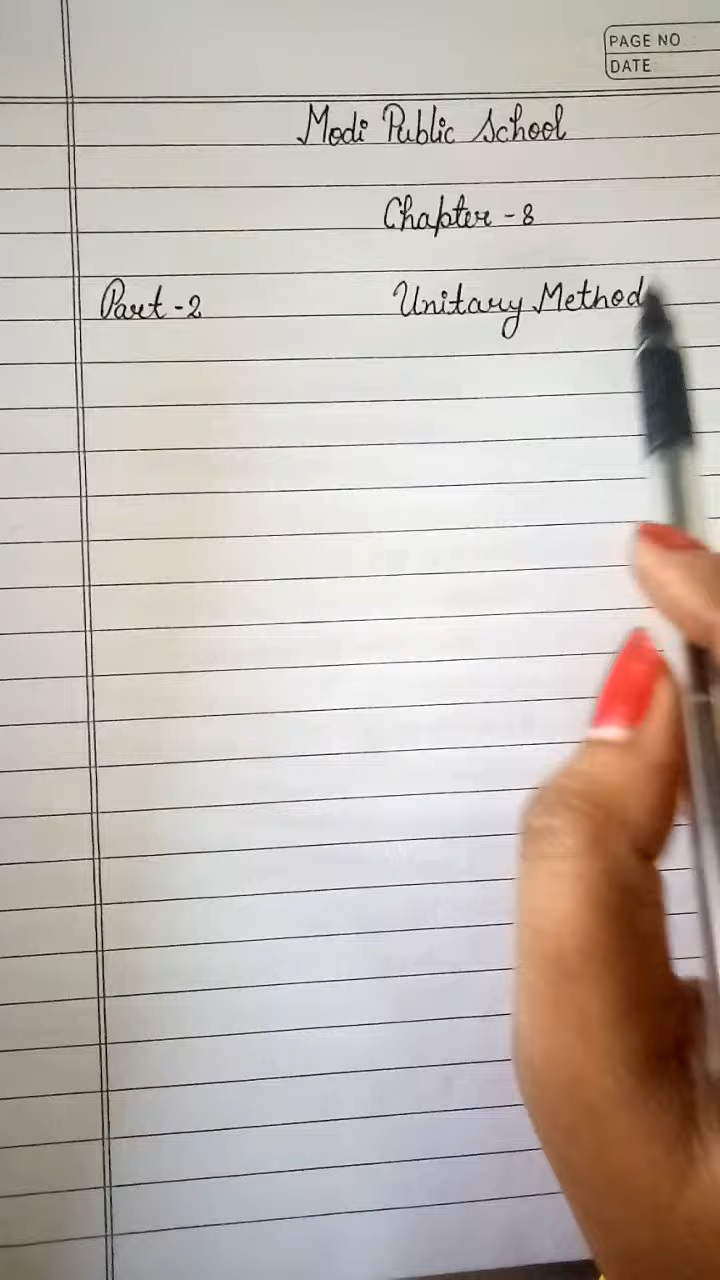 PAGE NO
DATE
Modi Public School
Chapter - 8
Part - 2 Unitary Method